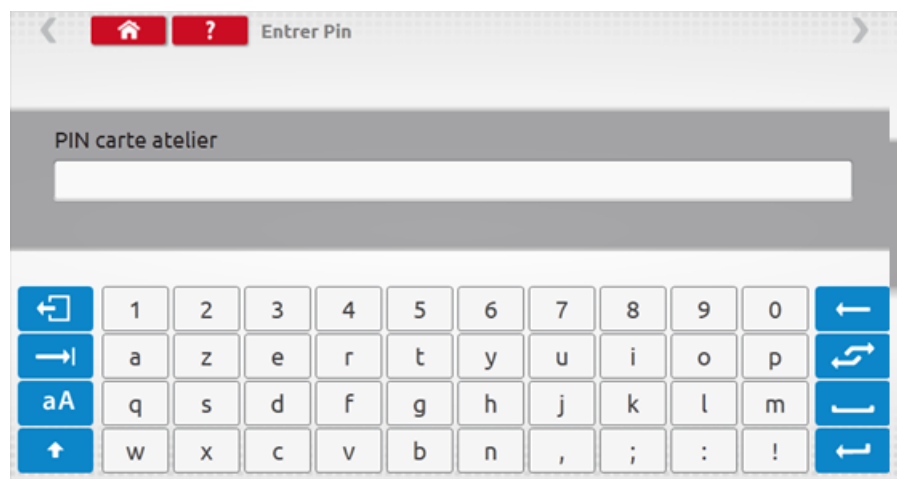 ? Entrer Pin
PIN carte atelier
1 2 3 4 5 6 7 8 9 0
a z e r t y u i o p
aA q s d f g h j k l m
w x c v b n , ; : !